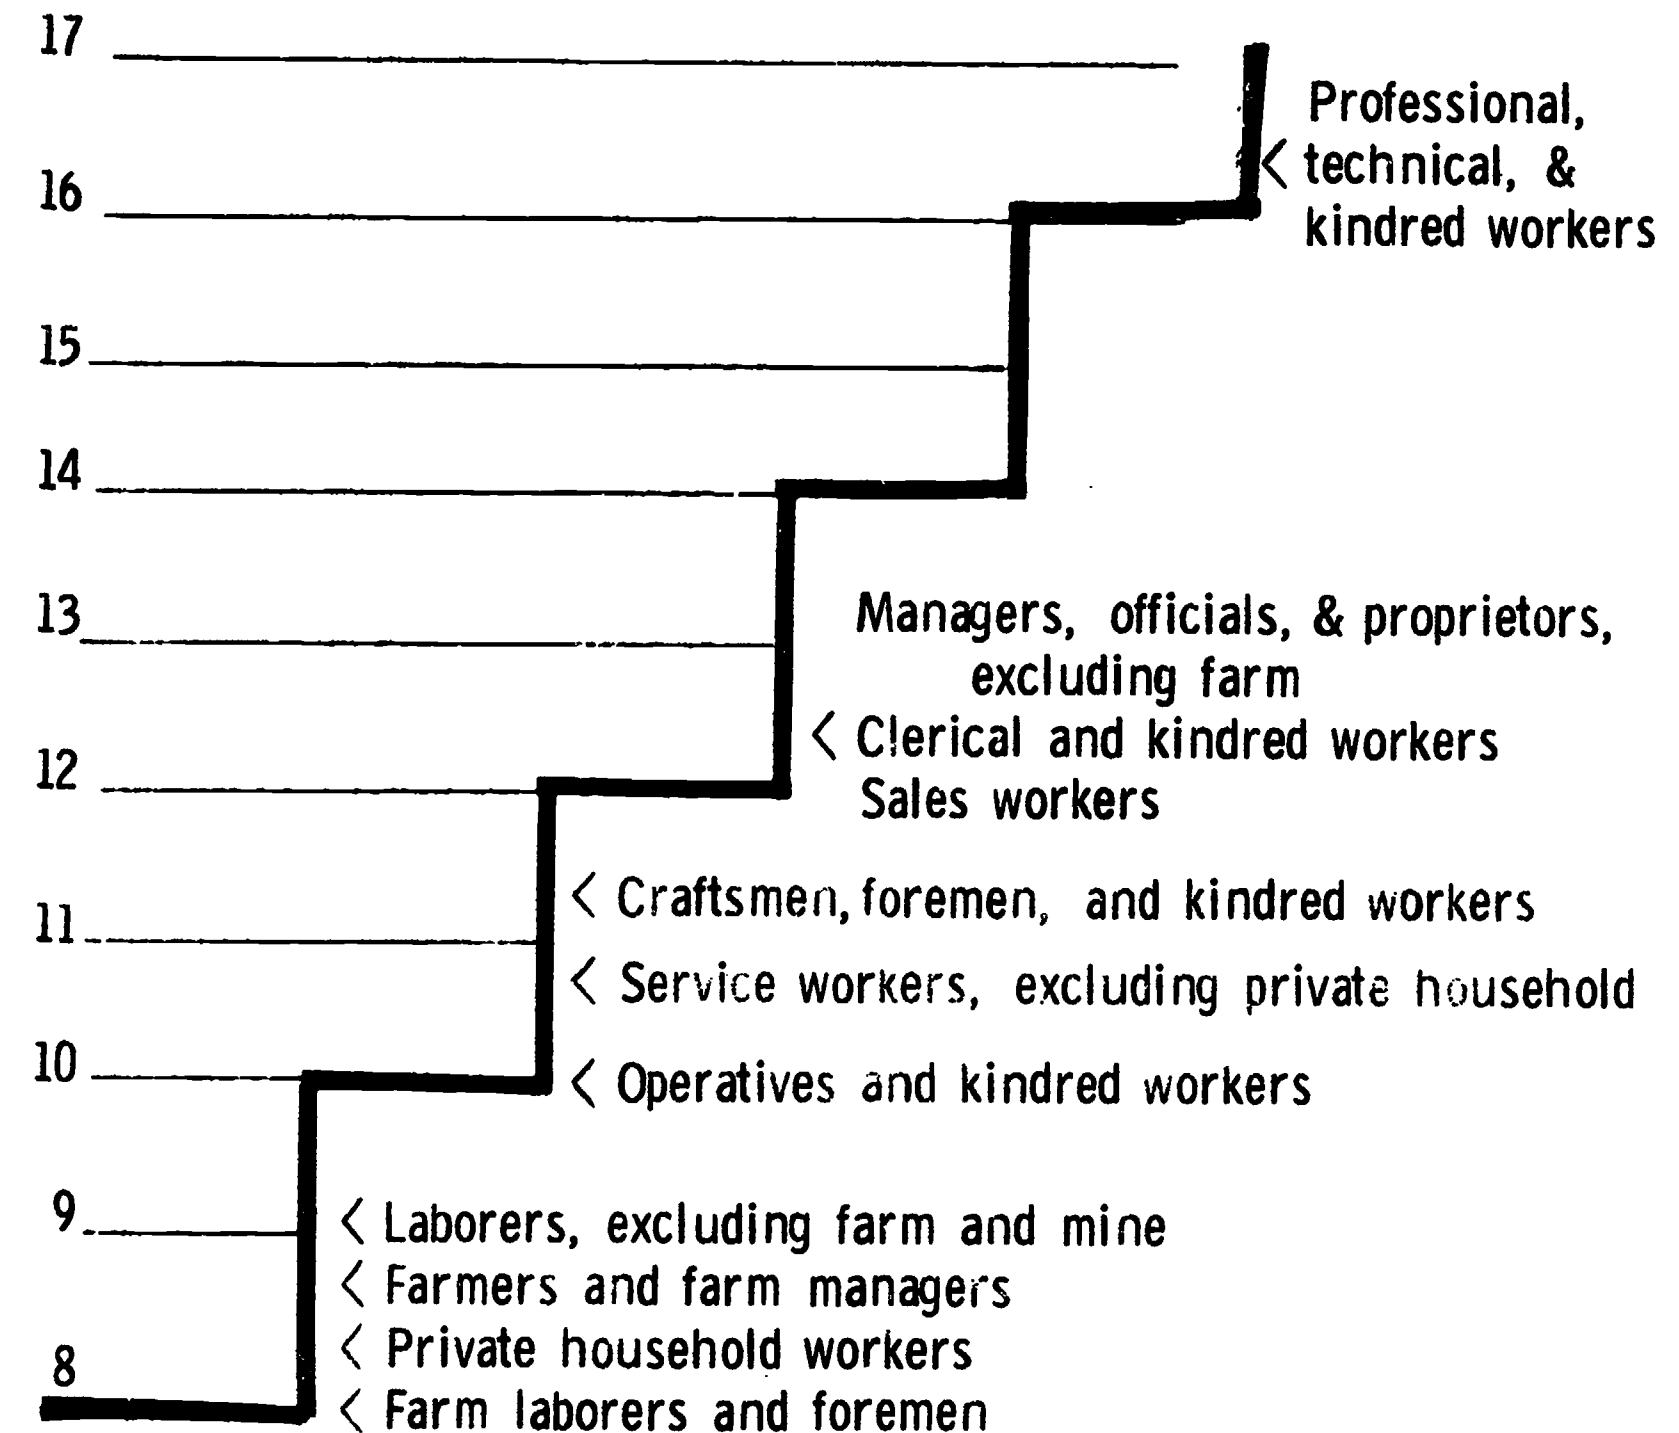 17
Professional,
technical, &
kindred workers
16
15
14
13
Managers, officials, & proprietors,
excluding farm
< Clerical and kindred workers
Sales workers
12
< Craftsmen, foremen, and kindred workers
11
< Service workers, excluding private household
10
< Operatives and kindred workers
9
< Laborers, excluding farm and mine
< Farmers and farm managers
< Private household workers
8
< Farm laborers and foremen